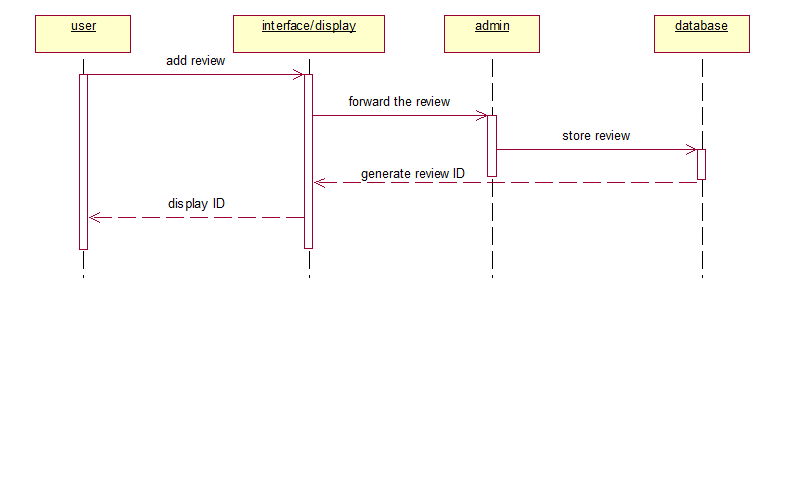 user
interface/display
admin
database
add review
forward the review
store review
generate review ID
display ID